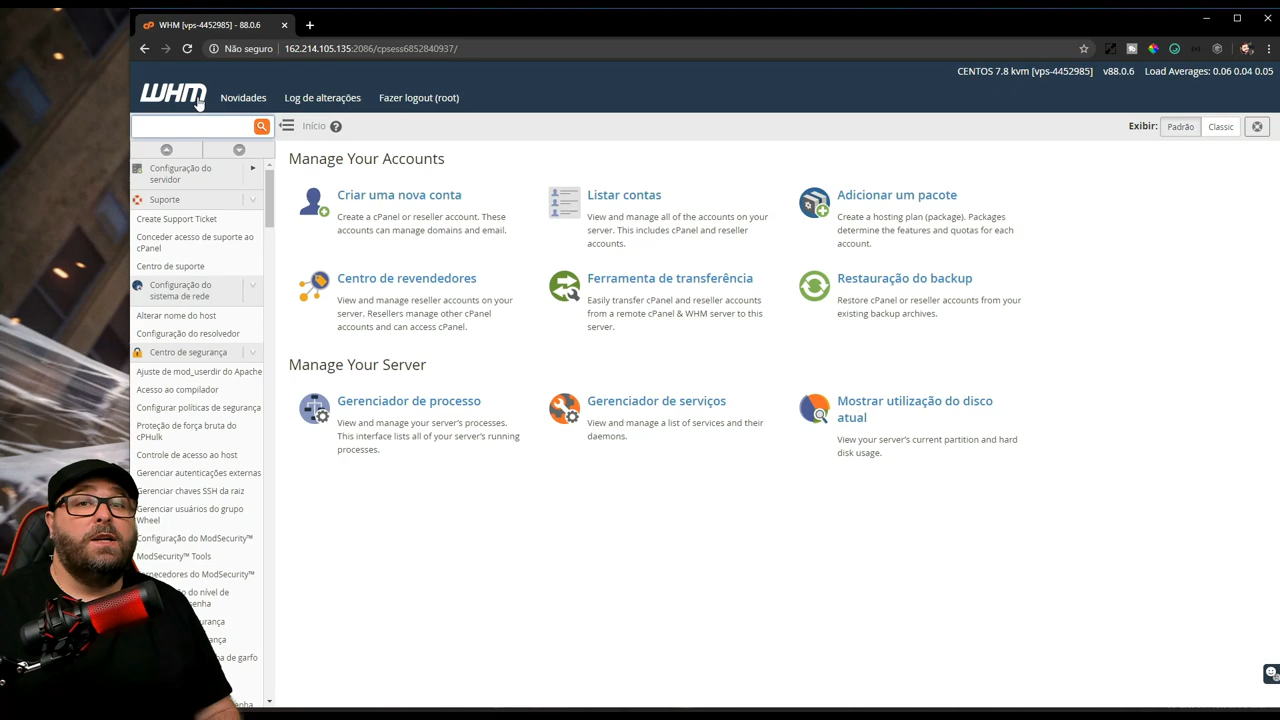 WHM [vps-4452985] - 88.0.6
Não seguro
162.214.105.135:2086/cpsess6852840937/
CENTOS 7.8 kvm [vps-4452985] v88.0.6 Load Averages: 0.06 0.04 0.05
WHM
Novidades
Log de alterações
Fazer logout (root)
Início
Exibir:
Padrão
Classic
Configuração do
servidor
Suporte
Create Support Ticket
Conceder acesso de suporte ao
cPanel
Centro de suporte
Configuração do
sistema de rede
Alterar nome do host
Configuração do resolvedor
Centro de segurança
Ajuste de mod_userdir do Apache
Acesso ao compilador
Configurar políticas de segurança
Proteção de força bruta do
cPHulk
Controle de acesso ao host
Gerenciar autenticações externas
Gerenciar chaves SSH da raiz
Gerenciar usuários do grupo
Wheel
Configuração do ModSecurity™
ModSecurity™ Tools
ornecedores do ModSecurity™
do nível de
de garfo
Manage Your Accounts
Criar uma nova conta
Create a cPanel or reseller account. These
accounts can manage domains and email.
Listar contas
View and manage all of the accounts on your
server. This includes cPanel and reseller
accounts.
Adicionar um pacote
Create a hosting plan (package). Packages
determine the features and quotas for each
account.
Centro de revendedores
View and manage reseller accounts on your
server. Resellers manage other cPanel
accounts and can access cPanel.
Ferramenta de transferência
Easily transfer cPanel and reseller accounts
from a remote cPanel & WHM server to this
server.
Restauração do backup
Restore cPanel or reseller accounts from your
existing backup archives.
Manage Your Server
Gerenciador de processo
View and manage your server's processes.
This interface lists all of your server's running
processes.
Gerenciador de serviços
View and manage a list of services and their
daemons.
Mostrar utilização do disco
atual
View your server's current partition and hard
disk usage.